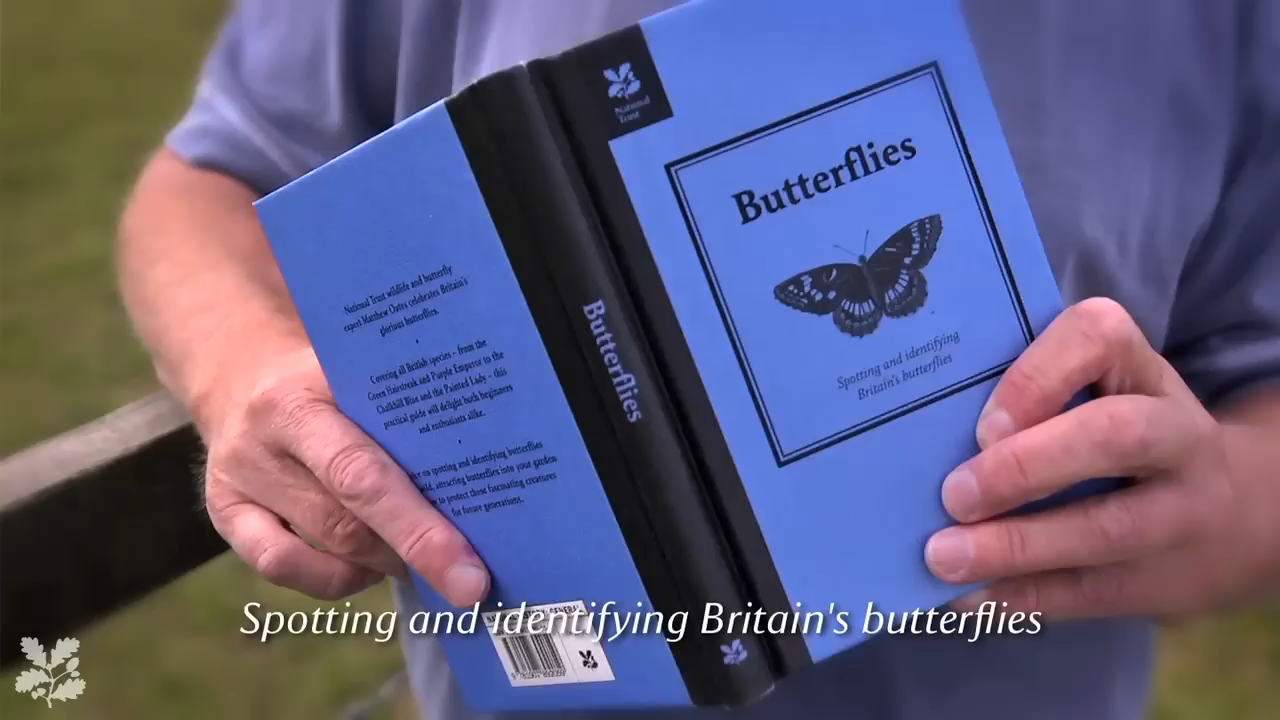 National Trust wildlife and butterfly
expert Matthew Oates celebrates Britain's
glorious butterflies.
Covering all British species – from the
Green Hairstreak and Purple Emperor to the
Chalkhill Blue and the Painted Lady – this
practical guide will delight both beginners
and enthusiasts alike.
on spotting and identifying butterflies
attracting butterflies into your garden
to protect these fascinating creatures
for future generations.
Butterflies
National
Trust
Butterflies
Spotting and identifying
Britain's butterflies
Spotting and identifying Britain's butterflies